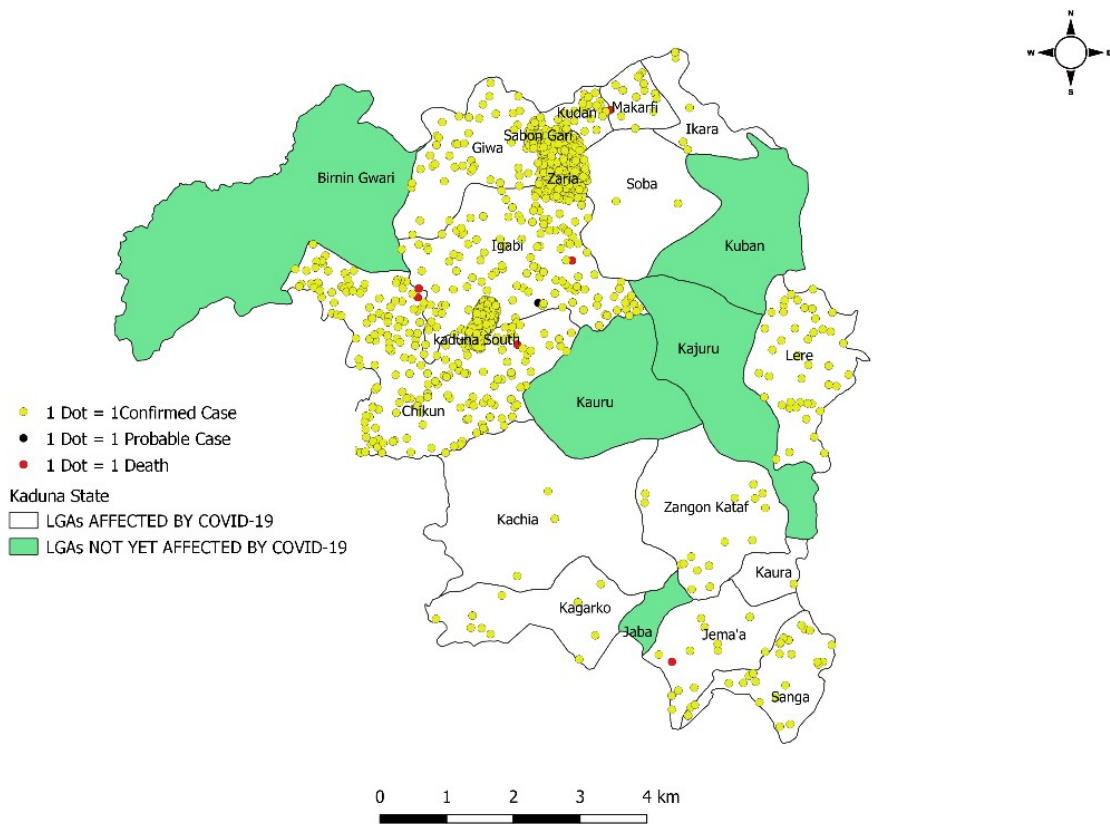 N
W E
S
Makarfi
Kudan
Ikara
Sabon Gari
Giwa
Birnin Gwari
Zaria
Soba
Igabi
Kuban
kaduna South
Kajuru
Lere
Kauru
Chikun
1 Dot = 1Confirmed Case
1 Dot = 1 Probable Case
1 Dot = 1 Death
Kaduna State
LGAs AFFECTED BY COVID-19
LGAs NOT YET AFFECTED BY COVID-19
Zangon Kataf
Kachia
Kaura
Kagarko
Jaba
Jema'a
Sanga
0 1 2 3 4 km